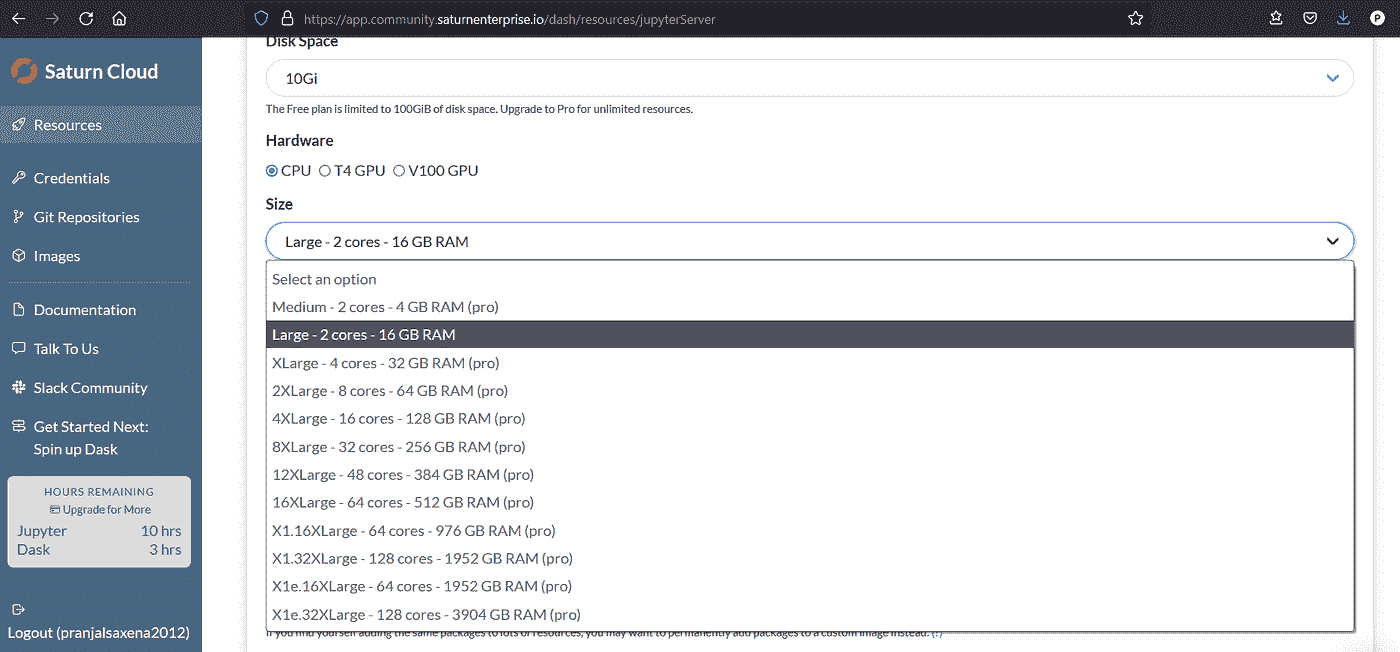 https://app.community.saturnenterprise.io/dash/resources/jupyterServer
P
Saturn Cloud
Resources
Credentials
Git Repositories
Images
Documentation
Talk To Us
Slack Community
Get Started Next:
Spin up Dask
HOURS REMAINING
Upgrade for More
Jupyter 10 hrs
Dask 3 hrs
Logout (pranjalsaxena2012)
Disk Space
10Gi
The Free plan is limited to 100GiB of disk space. Upgrade to Pro for unlimited resources.
Hardware
CPU T4 GPU V100 GPU
Size
Large - 2 cores - 16 GB RAM
Select an option
Medium - 2 cores - 4 GB RAM (pro)
Large - 2 cores - 16 GB RAM
XLarge - 4 cores - 32 GB RAM (pro)
2XLarge - 8 cores - 64 GB RAM (pro)
4XLarge - 16 cores - 128 GB RAM (pro)
8XLarge - 32 cores - 256 GB RAM (pro)
12XLarge - 48 cores - 384 GB RAM (pro)
16XLarge - 64 cores - 512 GB RAM (pro)
X1.16XLarge - 64 cores - 976 GB RAM (pro)
X1.32XLarge - 128 cores - 1952 GB RAM (pro)
X1e.16XLarge - 64 cores - 1952 GB RAM (pro)
X1e.32XLarge - 128 cores - 3904 GB RAM (pro)
If you find yourself adding the same packages to lots of resources, you may want to permanently add packages to a custom image instead. (?)